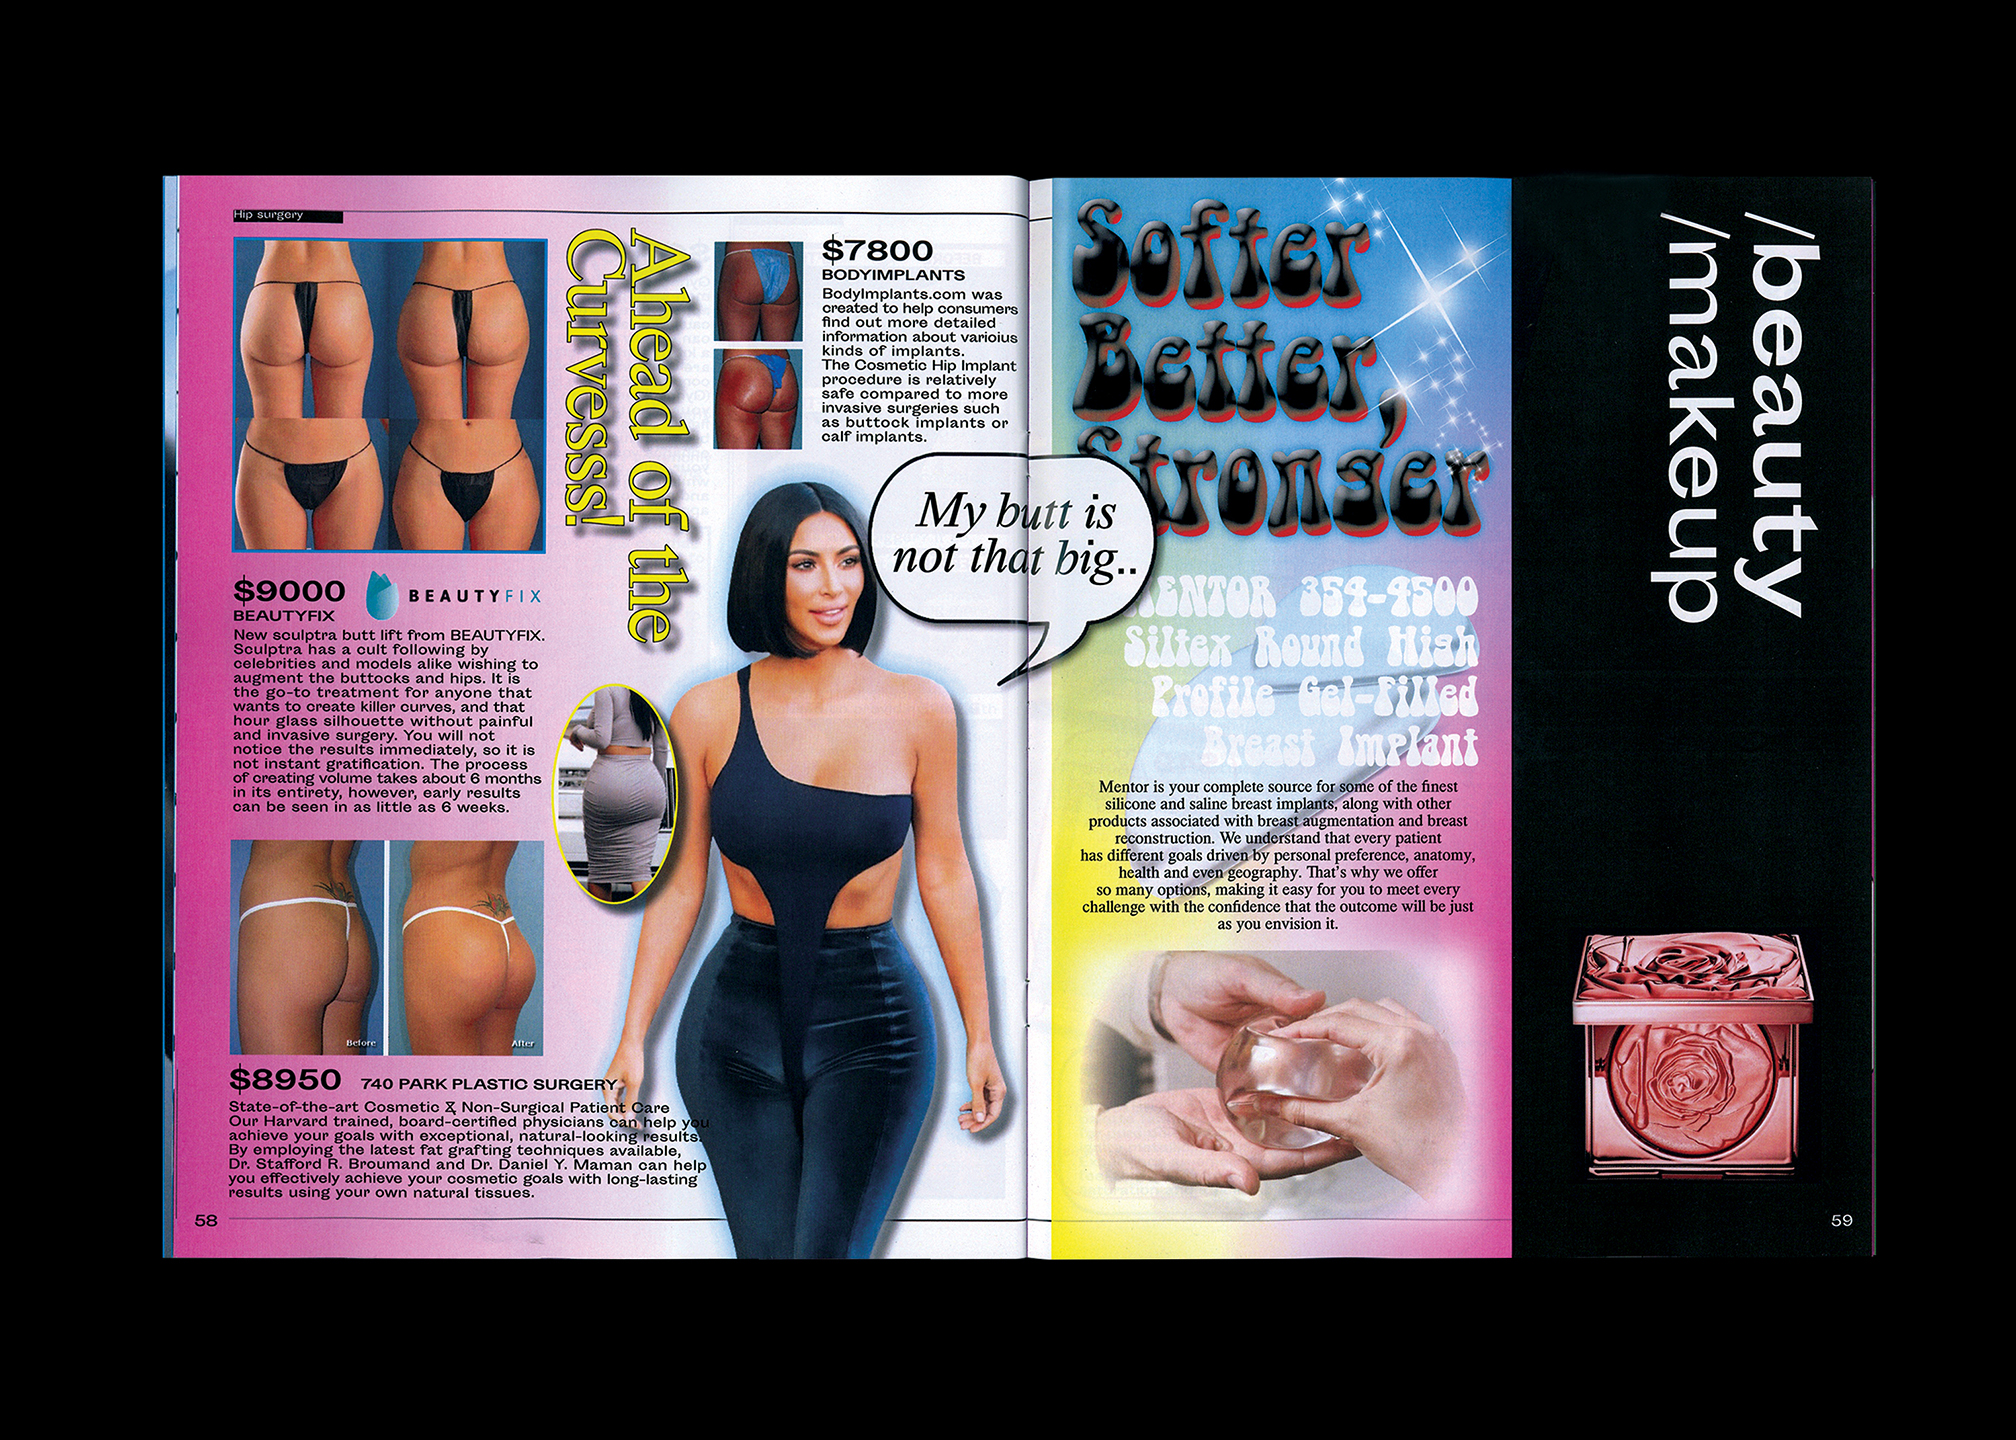 Hip surgery
Ahead of the
Curvesss!
$7800
BODYIMPLANTS
BodyImplants.com was
created to help consumers
find out more detailed
information about varioius
kinds of implants.
The Cosmetic Hip Implant
procedure is relatively
safe compared to more
invasive surgeries such
as buttock implants or
calf implants.
$9000
BEAUTYFIX
BEAUTYFIX
New sculptra butt lift from BEAUTYFIX.
Sculptra has a cult following by
celebrities and models alike wishing to
augment the buttocks and hips. It is
the go-to treatment for anyone that
wants to create killer curves, and that
hour glass silhouette without painful
and invasive surgery. You will not
notice the results immediately, so it is
not instant gratification. The process
of creating volume takes about 6 months
in its entirety, however, early results
can be seen in as little as 6 weeks.
Before
After
$8950 740 PARK PLASTIC SURGERY
State-of-the-art Cosmetic & Non-Surgical Patient Care
Our Harvard trained, board-certified physicians can help you
achieve your goals with exceptional, natural-looking results.
By employing the latest fat grafting techniques available,
Dr. Stafford R. Broumand and Dr. Daniel Y. Maman can help
you effectively achieve your cosmetic goals with long-lasting
results using your own natural tissues.
58
My butt is
not that big..
Softer
Better,
Stronger
MENTOR 354-4500
Siltex Round High
Profile Gel-Filled
Breast Implant
Mentor is your complete source for some of the finest
silicone and saline breast implants, along with other
products associated with breast augmentation and breast
reconstruction. We understand that every patient
has different goals driven by personal preference, anatomy,
health and even geography. That's why we offer
so many options, making it easy for you to meet every
challenge with the confidence that the outcome will be just
as you envision it.
/beauty
/makeup
59